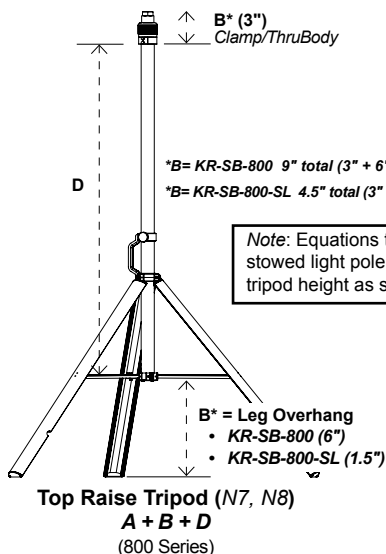 B* (3")
Clamp/ThruBody
D
*B= KR-SB-800 9" total (3" + 6"
*B= KR-SB-800-SL 4.5" total (3"
Note: Equations
stowed light pole
tripod height as s
B* = Leg Overhang
• KR-SB-800 (6")
• KR-SB-800-SL (1.5")
Top Raise Tripod (N7, N8)
A + B + D
(800 Series)